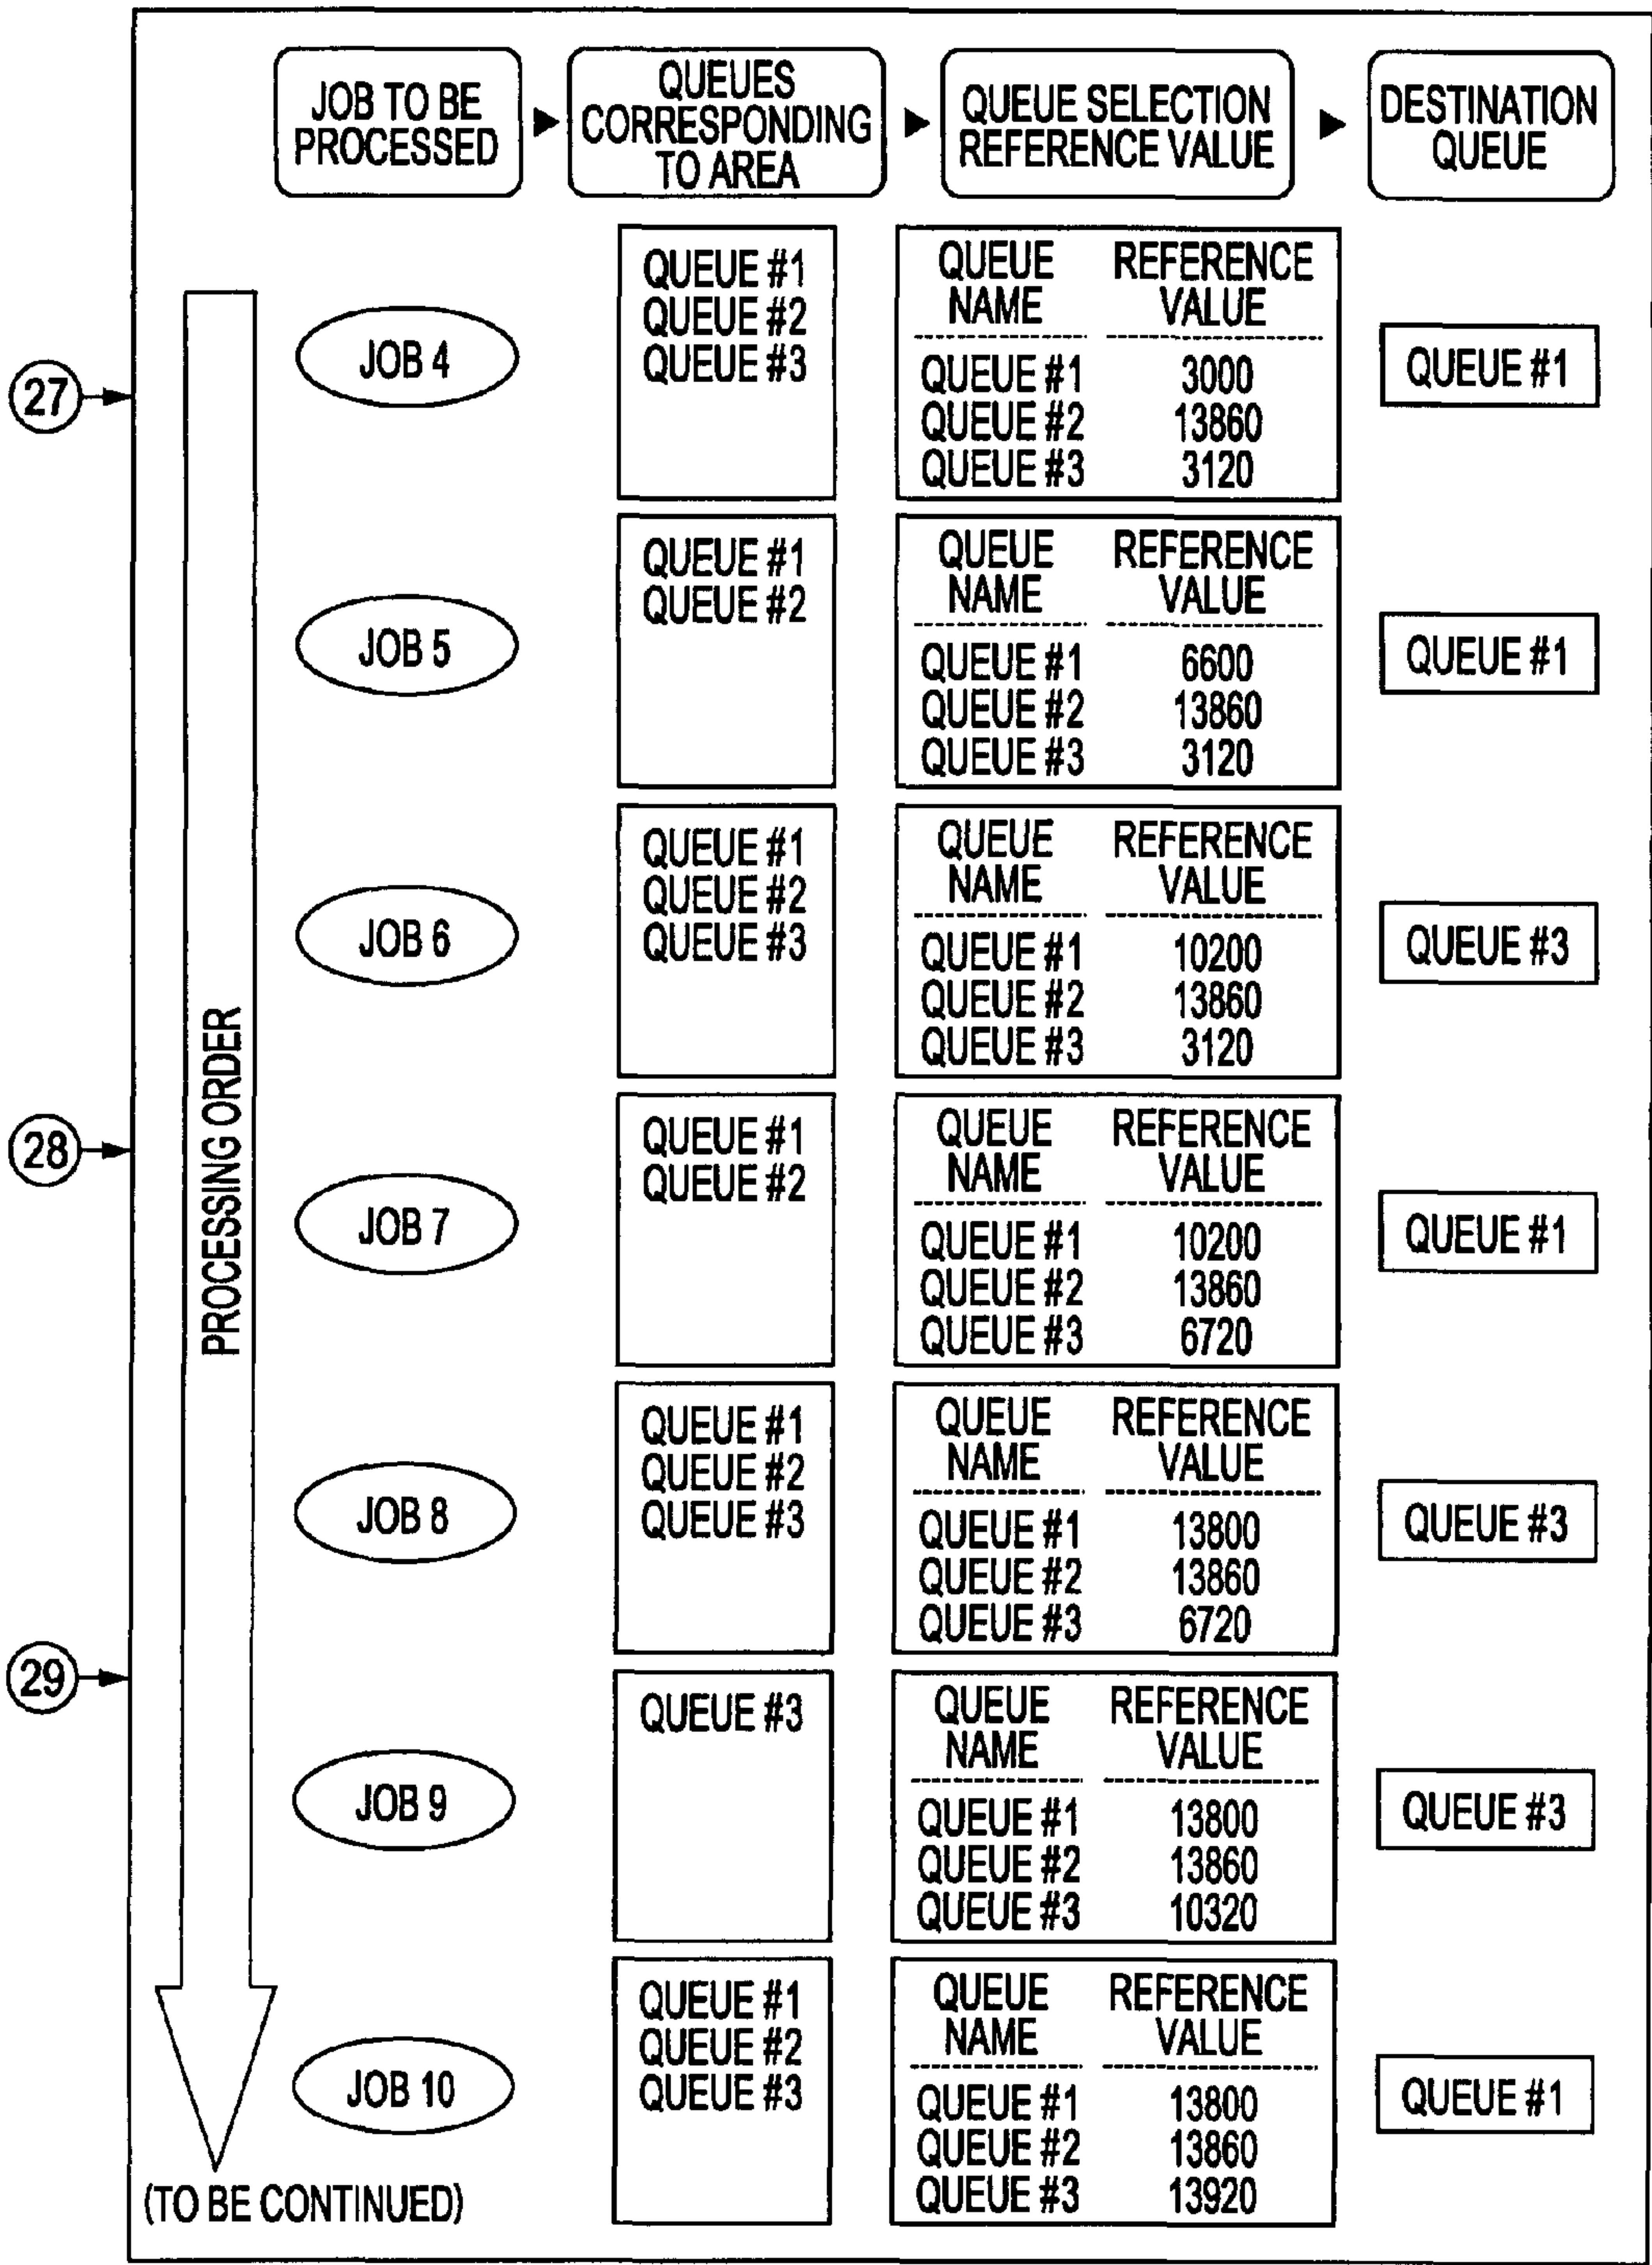 JOB TO BE
PROCESSED
QUEUES
CORRESPONDING
TO AREA
QUEUE SELECTION
REFERENCE VALUE
DESTINATION
QUEUE
27
28
29
PROCESSING ORDER
(TO BE CONTINUED)
JOB 4
QUEUE #1
QUEUE #2
QUEUE #3
QUEUE NAME REFERENCE VALUE
QUEUE #1 3000
QUEUE #2 13860
QUEUE #3 3120
QUEUE #1
JOB 5
QUEUE #1
QUEUE #2
QUEUE NAME REFERENCE VALUE
QUEUE #1 6600
QUEUE #2 13860
QUEUE #3 3120
QUEUE #1
JOB 6
QUEUE #1
QUEUE #2
QUEUE #3
QUEUE NAME REFERENCE VALUE
QUEUE #1 10200
QUEUE #2 13860
QUEUE #3 3120
QUEUE #3
JOB 7
QUEUE #1
QUEUE #2
QUEUE NAME REFERENCE VALUE
QUEUE #1 10200
QUEUE #2 13860
QUEUE #3 6720
QUEUE #1
JOB 8
QUEUE #1
QUEUE #2
QUEUE #3
QUEUE NAME REFERENCE VALUE
QUEUE #1 13800
QUEUE #2 13860
QUEUE #3 6720
QUEUE #3
JOB 9
QUEUE #3
QUEUE NAME REFERENCE VALUE
QUEUE #1 13800
QUEUE #2 13860
QUEUE #3 10320
QUEUE #3
JOB 10
QUEUE #1
QUEUE #2
QUEUE #3
QUEUE NAME REFERENCE VALUE
QUEUE #1 13800
QUEUE #2 13860
QUEUE #3 13920
QUEUE #1